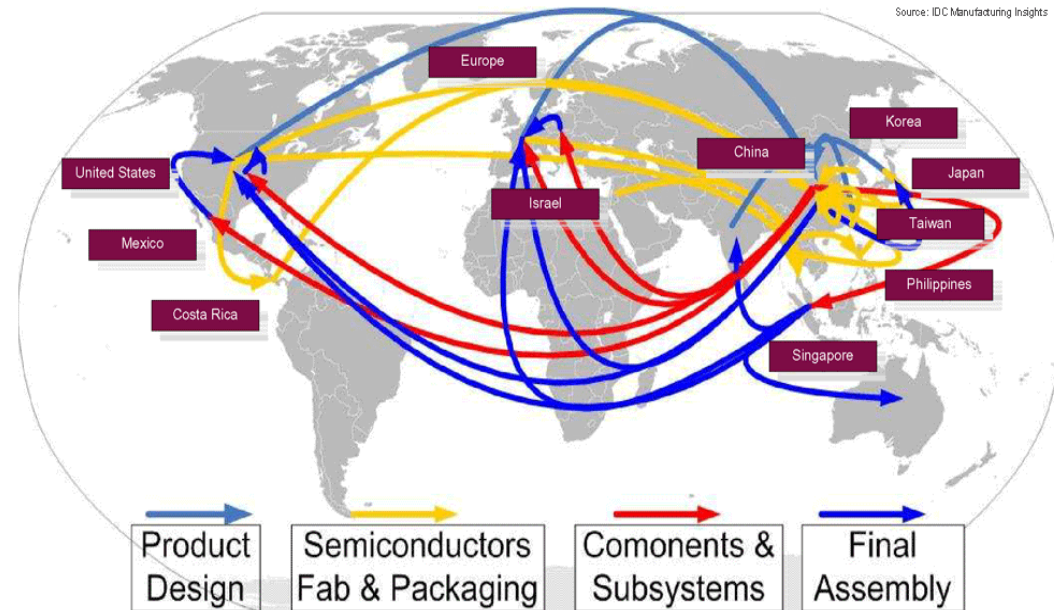 Source: IDC Manufacturing Insights
Europe
Korea
China
United States
Japan
Israel
Taiwan
Mexico
Philippines
Costa Rica
Singapore
Product
Design
Semiconductors
Fab & Packaging
Comonents &
Subsystems
Final
Assembly